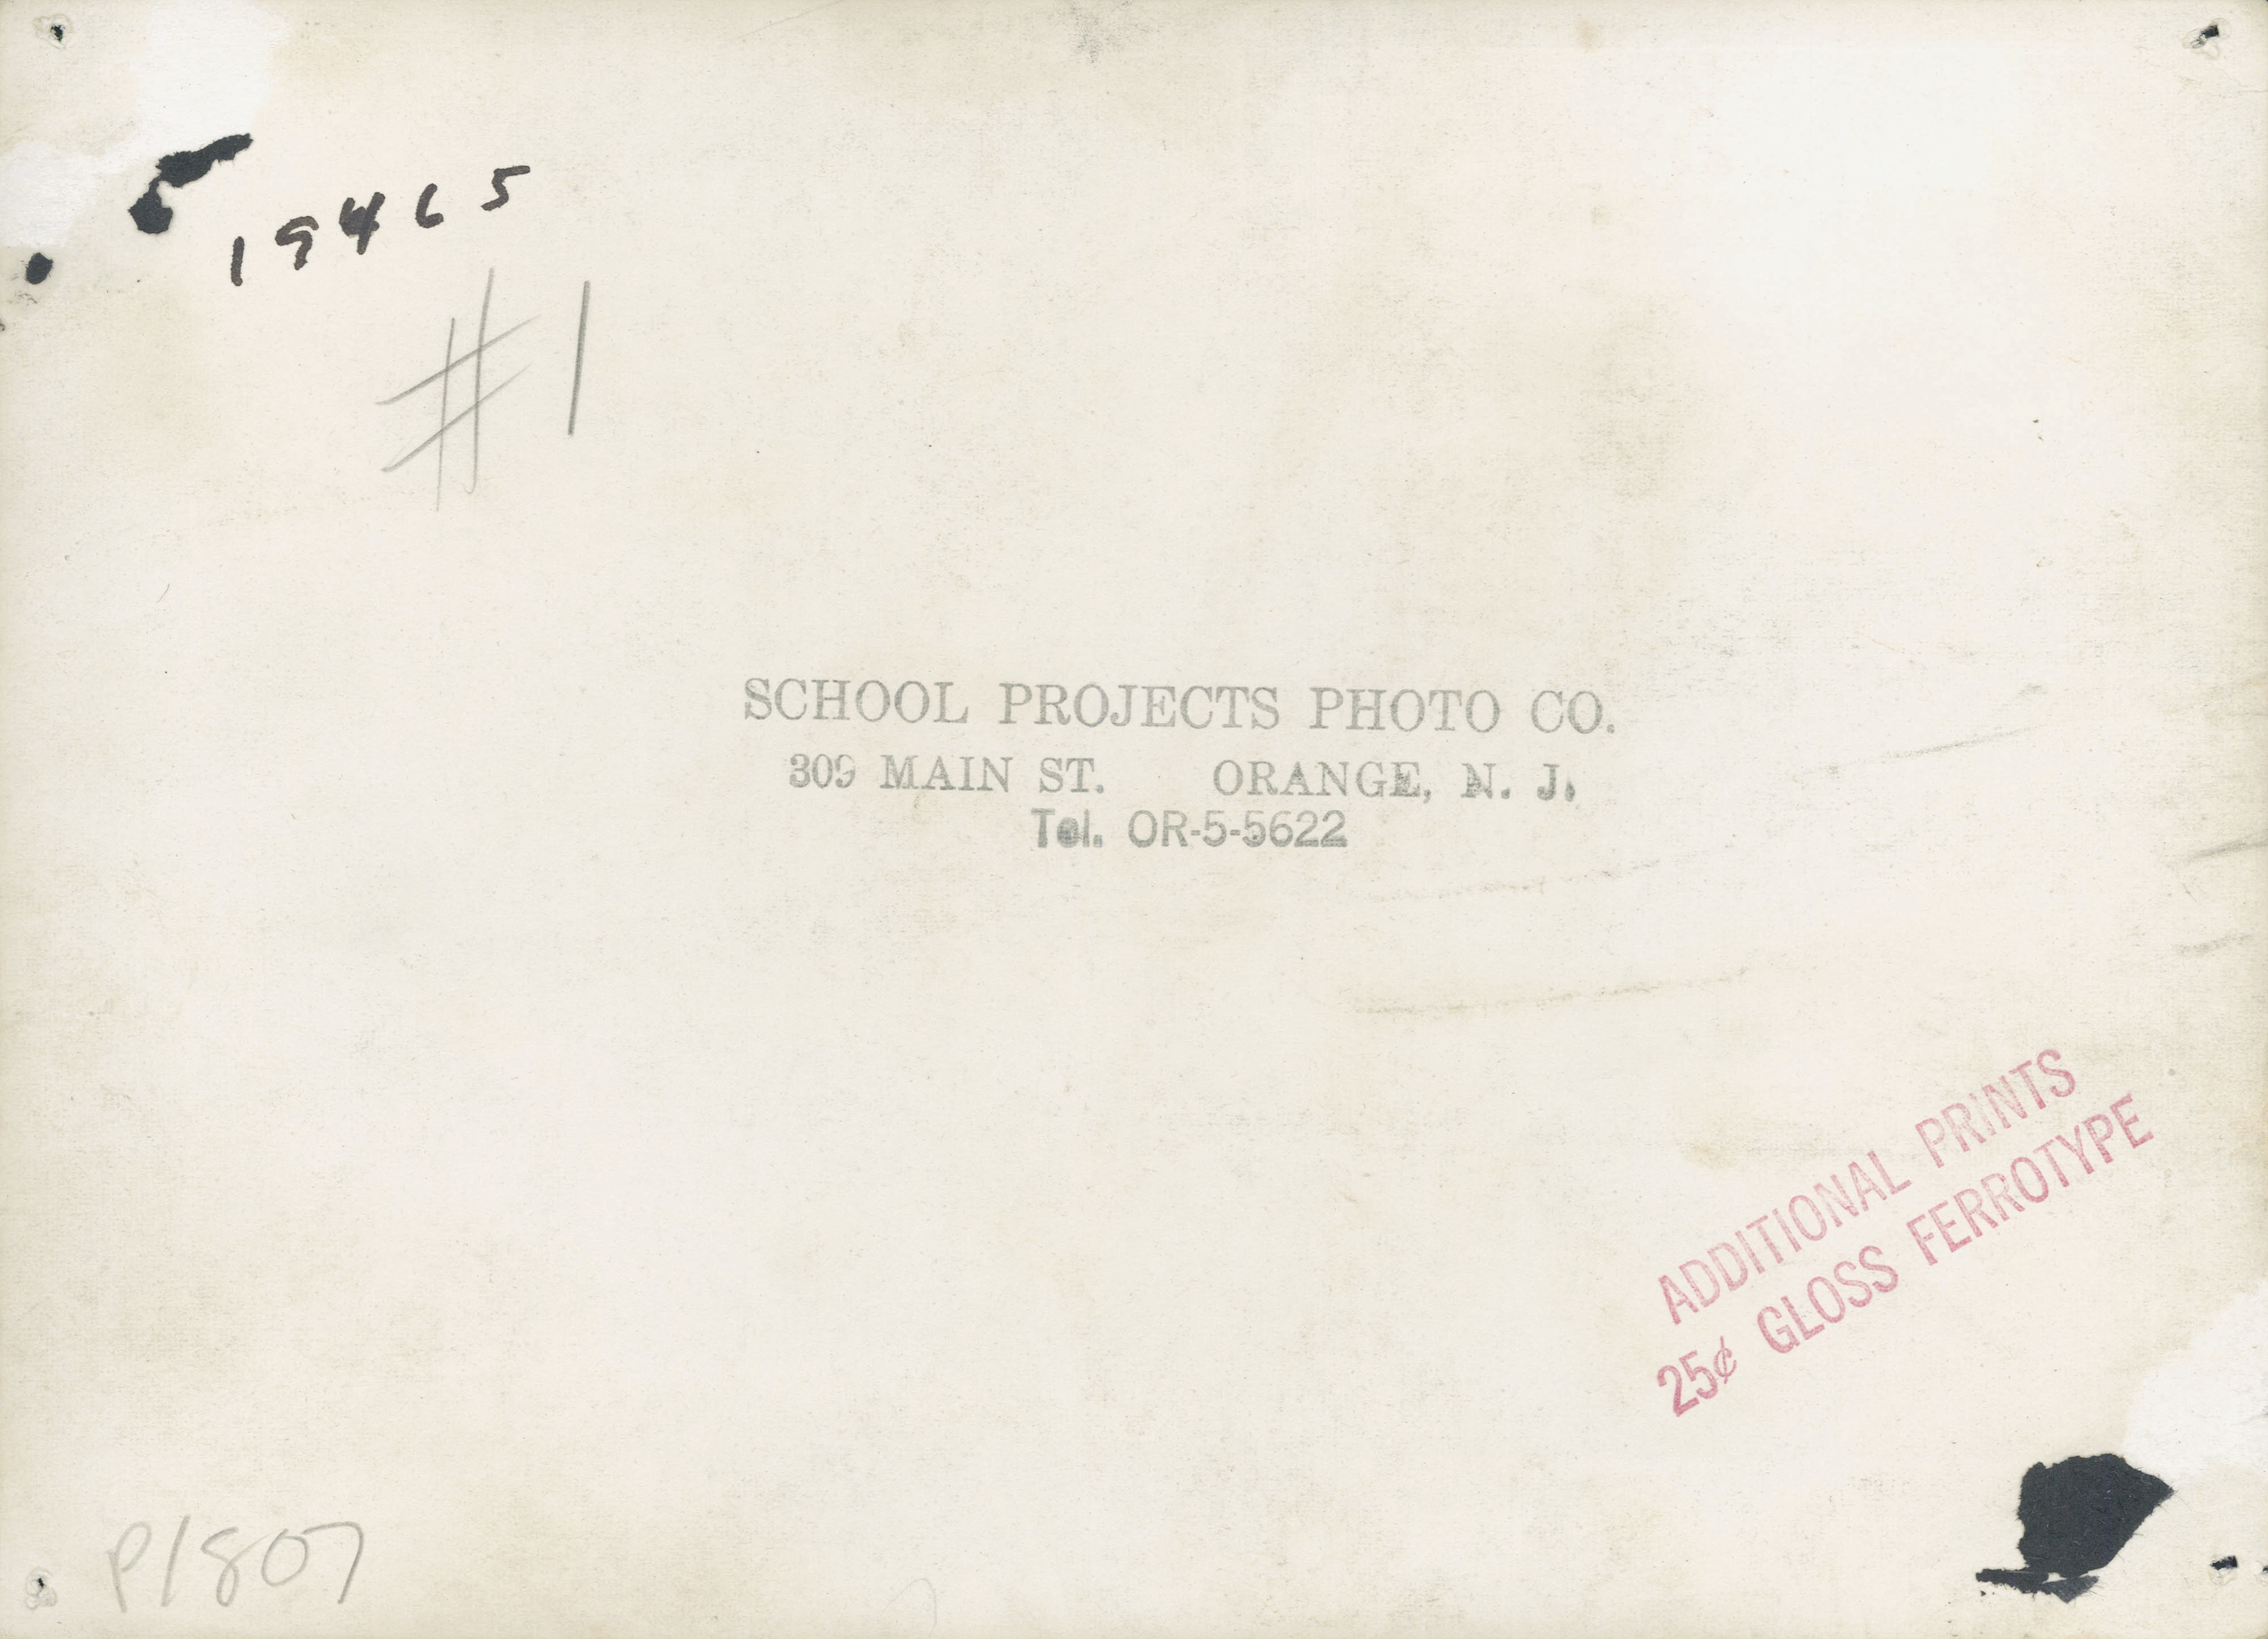 19465
#1
SCHOOL PROJECTS PHOTO CO.
309 MAIN ST. ORANGE, N. J.
Tel. OR-5-5622
ADDITIONAL PRINTS
25¢ GLOSS FERROTYPE
P1807